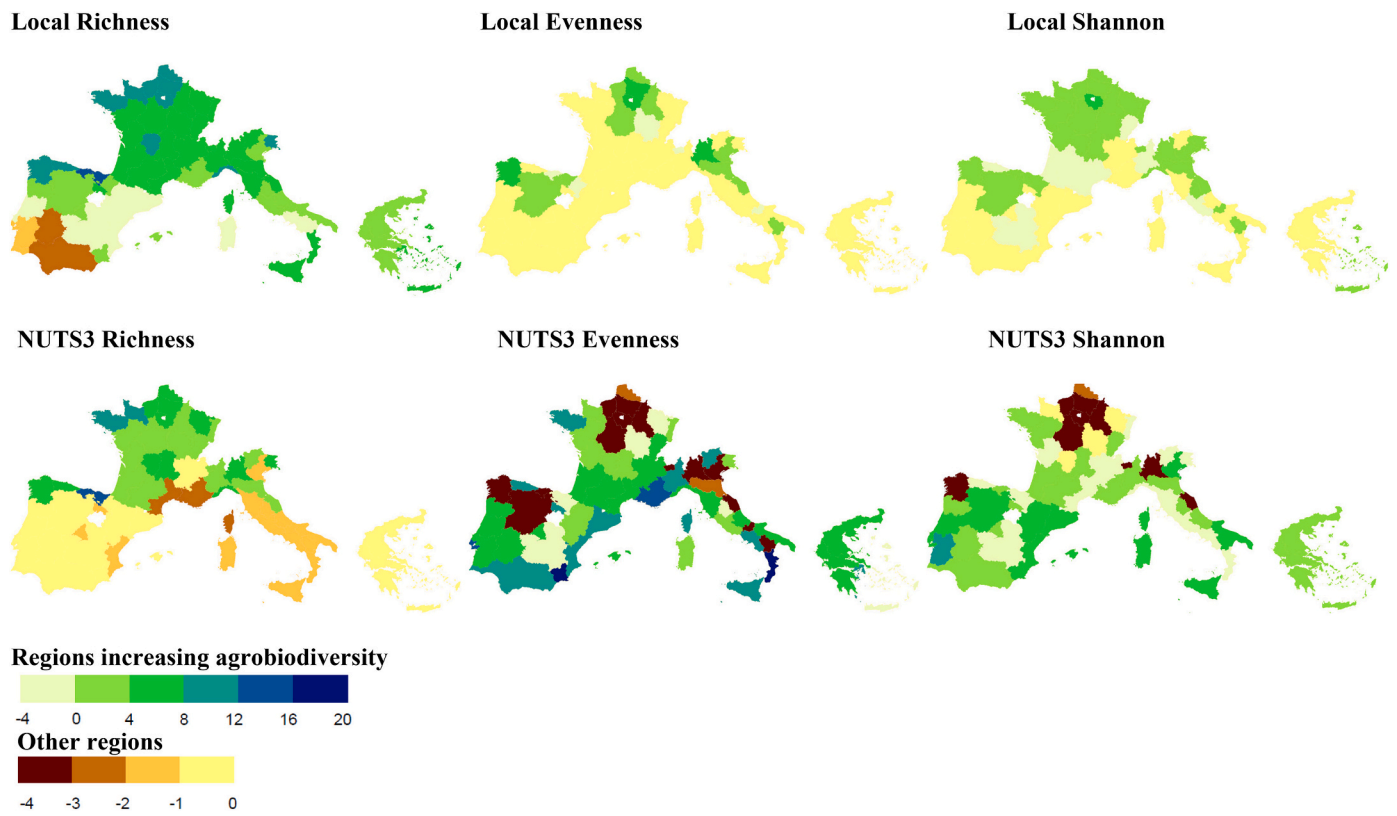 Local Richness Local Evenness Local Shannon
NUTS3 Richness NUTS3 Evenness NUTS3 Shannon
Regions increasing agrobiodiversity
-4 0 4 8 12 16 20
Other regions
-4 -3 -2 -1 0